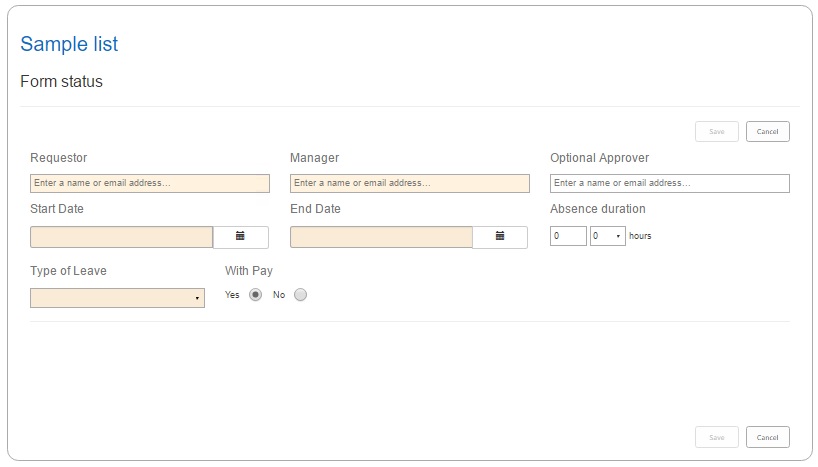 Sample list
Form status
Save Cancel
Requestor Manager Optional Approver
Enter a name or email address... Enter a name or email address... Enter a name or email address...
Start Date End Date Absence duration
0 0 hours
Type of Leave With Pay
Yes No
Save Cancel